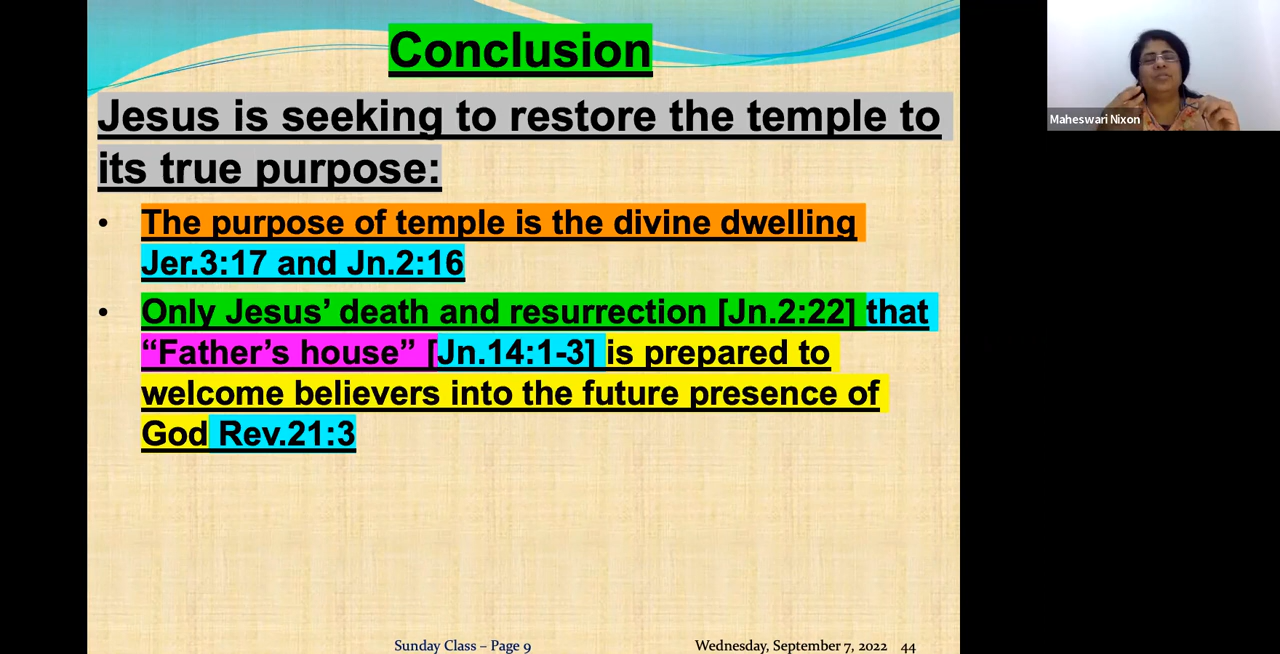 Conclusion
Jesus is seeking to restore the temple to
its true purpose:
• The purpose of temple is the divine dwelling
Jer.3:17 and Jn.2:16
• Only Jesus’ death and resurrection [Jn.2:22] that
“Father’s house” [Jn.14:1-3] is prepared to
welcome believers into the future presence of
God Rev.21:3
Sunday Class – Page 9
Wednesday, September 7, 2022 44
Maheswari Nixon